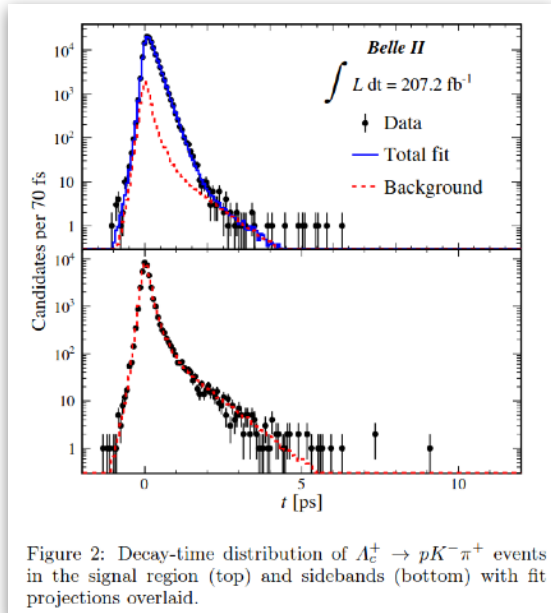 10⁴
10³
10²
10
1
10⁴
10³
10²
10
1
Candidates per 70 fs
Belle II
∫ L dt = 207.2 fb⁻¹
Data
Total fit
Background
0 5 10
t [ps]
Figure 2: Decay-time distribution of Λc⁺ → pK⁻π⁺ events
in the signal region (top) and sidebands (bottom) with fit
projections overlaid.